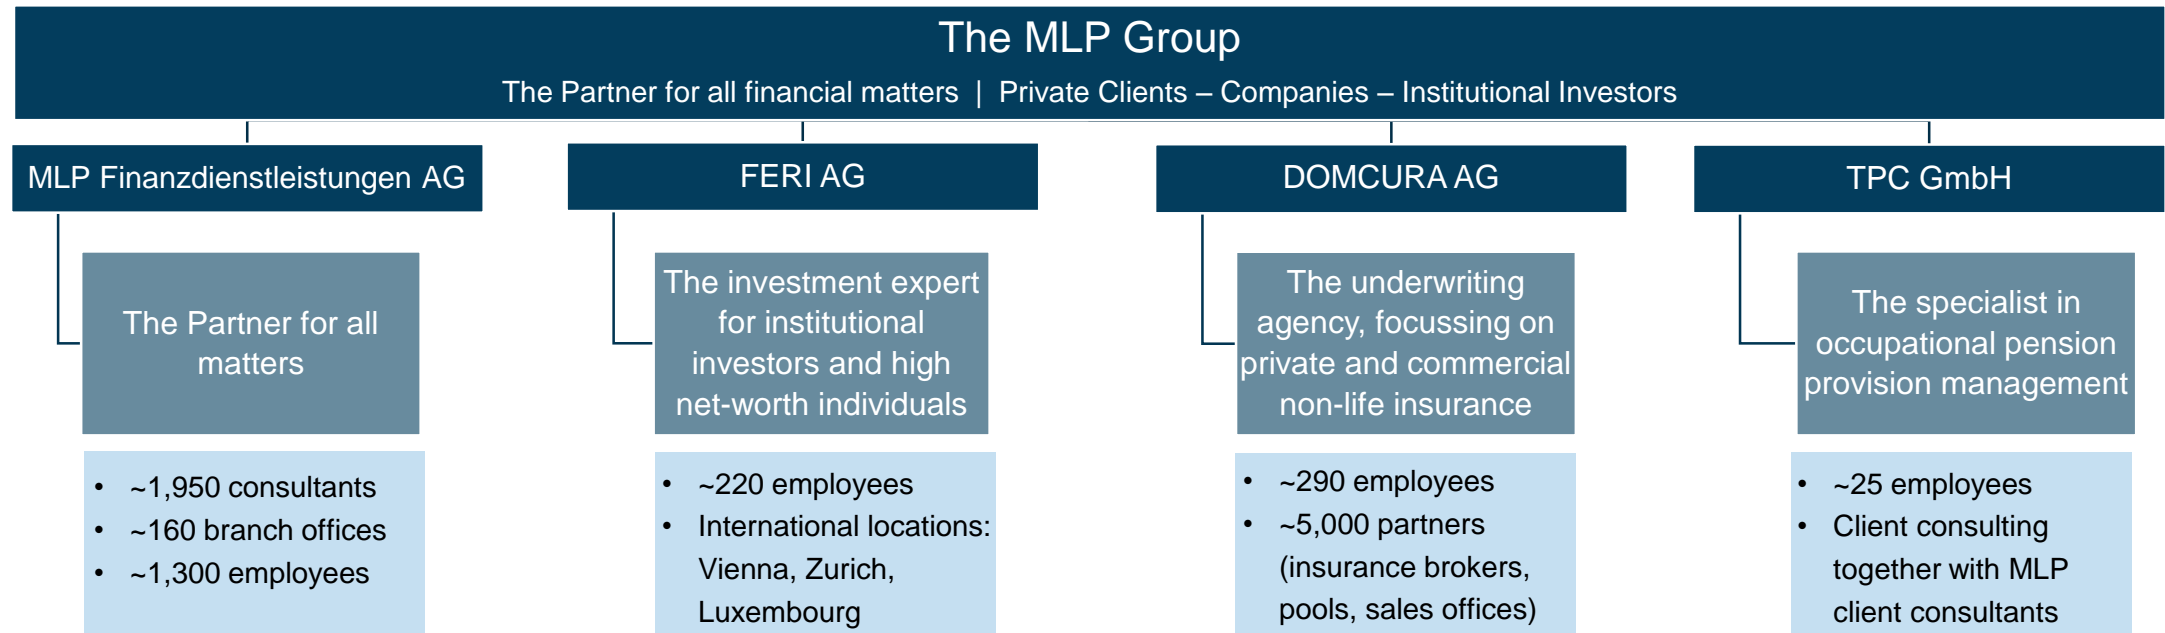 The MLP Group
The Partner for all financial matters | Private Clients – Companies – Institutional Investors
MLP Finanzdienstleistungen AG
The Partner for all
matters
• ~1,950 consultants
• ~160 branch offices
• ~1,300 employees
FERI AG
The investment expert
for institutional
investors and high
net-worth individuals
• ~220 employees
• International locations:
Vienna, Zurich,
Luxembourg
DOMCURA AG
The underwriting
agency, focussing on
private and commercial
non-life insurance
• ~290 employees
• ~5,000 partners
(insurance brokers,
pools, sales offices)
TPC GmbH
The specialist in
occupational pension
provision management
• ~25 employees
• Client consulting
together with MLP
client consultants